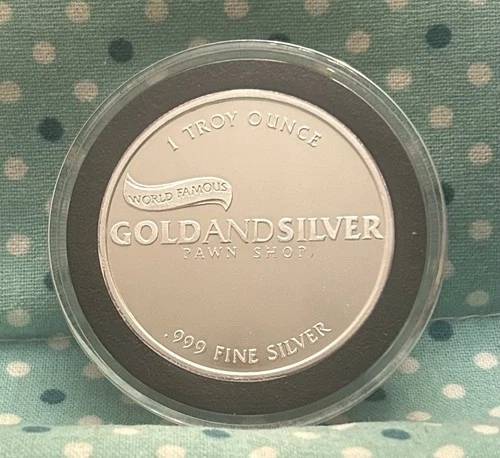 1 TROY OUNCE
WORLD FAMOUS
GOLDANDSILVER
PAWN SHOP,
.999 FINE SILVER